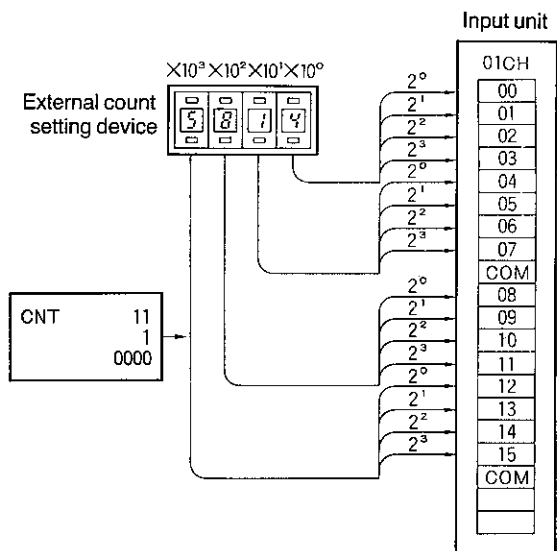 Input unit
01CH
×10³ ×10² ×10¹ ×10⁰
External count
setting device
5 8 1 4
2⁰ 00
2¹ 01
2² 02
2³ 03
2⁰ 04
2¹ 05
2² 06
2³ 07
COM
2⁰ 08
2¹ 09
2² 10
2³ 11
2⁰ 12
2¹ 13
2² 14
2³ 15
COM
CNT 11
1
0000